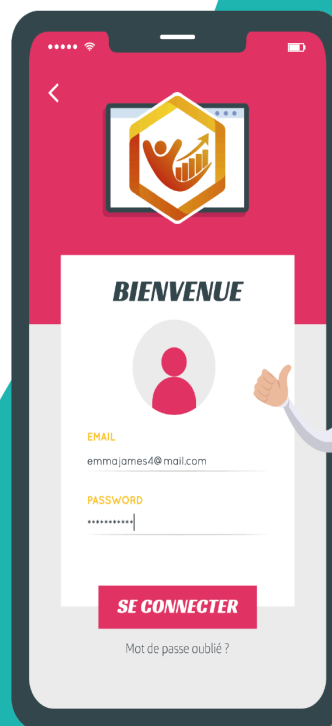 BIENVENUE
EMAIL
emmajames4@mail.com
PASSWORD
***********
SE CONNECTER
Mot de passe oublié ?